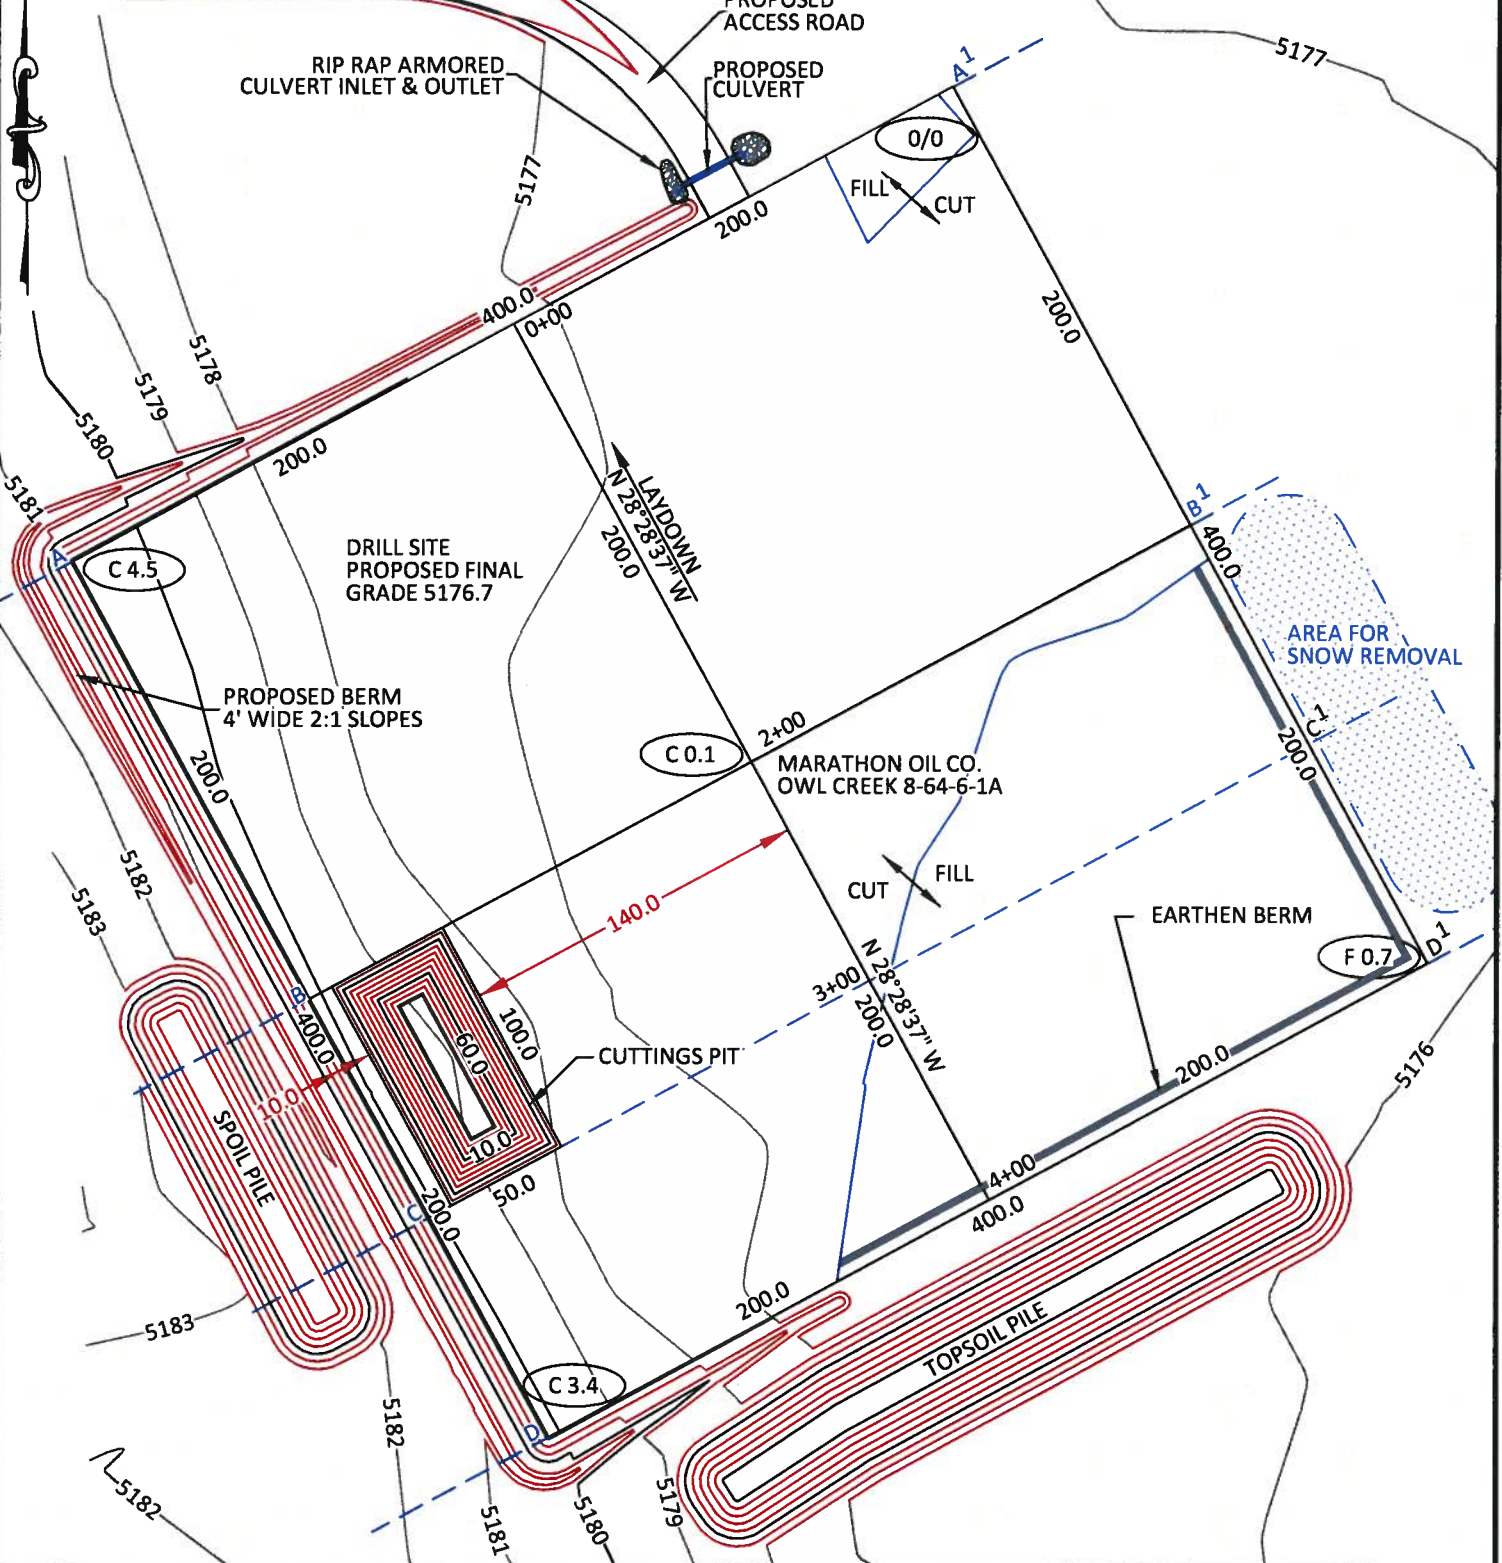 PROPOSED
ACCESS ROAD
RIP RAP ARMORED
CULVERT INLET & OUTLET
PROPOSED
CULVERT
A1
5177
0/0
FILL
CUT
5177
200.0
400.0
0+00
200.0
5178
5179
5180
5181
200.0
A
C 4.5
DRILL SITE
PROPOSED FINAL
GRADE 5176.7
LAYDOWN
N 28°28'37" W
200.0
B1
400.0
AREA FOR
SNOW REMOVAL
PROPOSED BERM
4' WIDE 2:1 SLOPES
200.0
C 0.1
2+00
MARATHON OIL CO.
OWL CREEK 8-64-6-1A
C1
200.0
5182
5183
140.0
CUT
FILL
EARTHEN BERM
F 0.7
D1
3+00
N 28°28'37" W
200.0
B
400.0
100.0
60.0
CUTTINGS PIT
10.0
10.0
50.0
SPOIL PILE
C
200.0
200.0
5176
4+00
400.0
200.0
TOPSOIL PILE
5183
C 3.4
D
5182
5182
5181
5180
5179